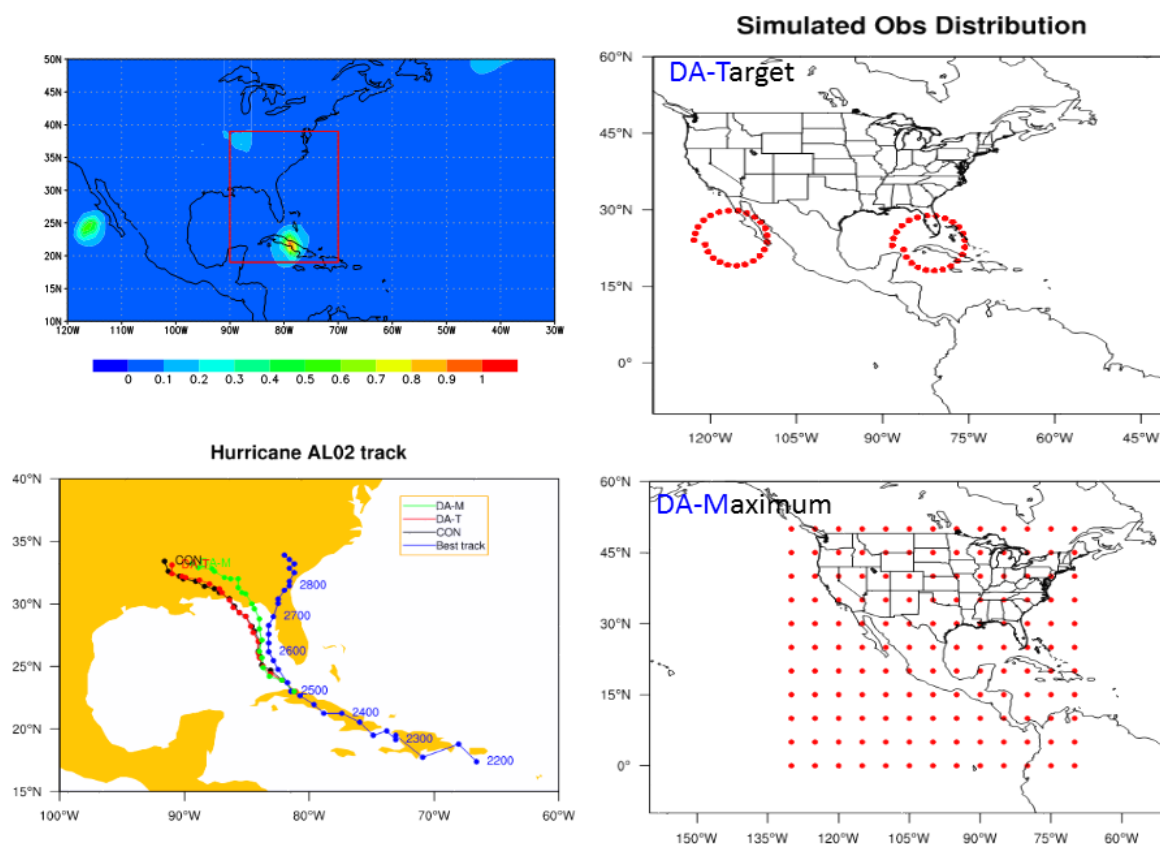 Simulated Obs Distribution
50N
45N
40N
35N
30N
25N
20N
15N
10N
120W 110W 100W 90W 80W 70W 60W 50W 40W 30W
0 0.1 0.2 0.3 0.4 0.5 0.6 0.7 0.8 0.9 1
60°N
DA-Target
45°N
30°N
15°N
0°
120°W 105°W 90°W 75°W 60°W 45°W
Hurricane AL02 track
40°N
35°N
30°N
25°N
20°N
15°N
100°W 90°W 80°W 70°W 60°W
DA-M
DA-T
CON
Best track
CON
DA-M
2800
2700
2600
2500
2400
2300
2200
60°N
DA-Maximum
45°N
30°N
15°N
0°
150°W 135°W 120°W 105°W 90°W 75°W 60°W